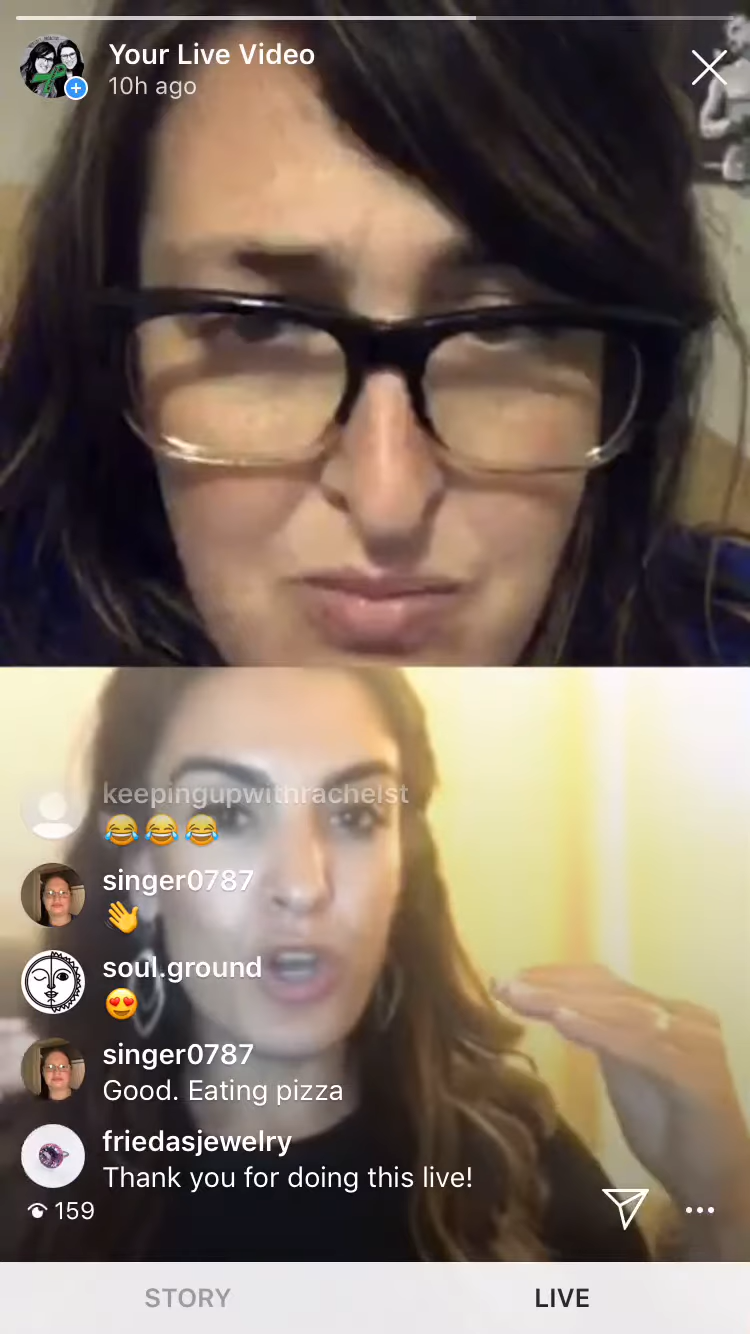 Your Live Video
10h ago
keepingupwithrachelst
😂😂😂
singer0787
👋
soul.ground
😍
singer0787
Good. Eating pizza
friedasjewelry
Thank you for doing this live!
159
STORY
LIVE